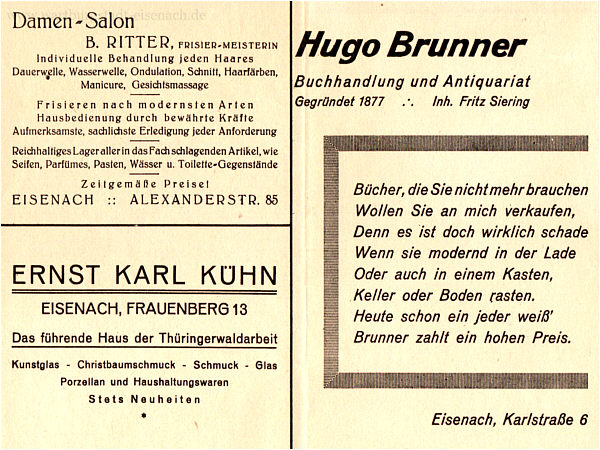 Damen-Salon
B. RITTER, FRISIER-MEISTERIN
Individuelle Behandlung jeden Haares
Dauerwelle, Wasserwelle, Ondulation, Schnitt, Haarfärben,
Manicure, Gesichtsmassage
Frisieren nach modernsten Arten
Hausbedienung durch bewährte Kräfte
Aufmerksamste, sachlichste Erledigung jeder Anforderung
Reichhaltiges Lager aller in das Fach schlagenden Artikel, wie
Seifen, Parfümes, Pasten, Wässer u. Toilette-Gegenstände
Zeitgemäße Preise!
EISENACH :: ALEXANDERSTR. 85
ERNST KARL KÜHN
EISENACH, FRAUENBERG 13
Das führende Haus der Thüringerwaldarbeit
Kunstglas - Christbaumschmuck - Schmuck - Glas
Porzellan und Haushaltungswaren
Stets Neuheiten
*
Hugo Brunner
Buchhandlung und Antiquariat
Gegründet 1877 .·. Inh. Fritz Siering
Bücher, die Sie nicht mehr brauchen
Wollen Sie an mich verkaufen,
Denn es ist doch wirklich schade
Wenn sie modernd in der Lade
Oder auch in einem Kasten,
Keller oder Boden rasten.
Heute schon ein jeder weiß'
Brunner zahlt ein hohen Preis.
Eisenach, Karlstraße 6